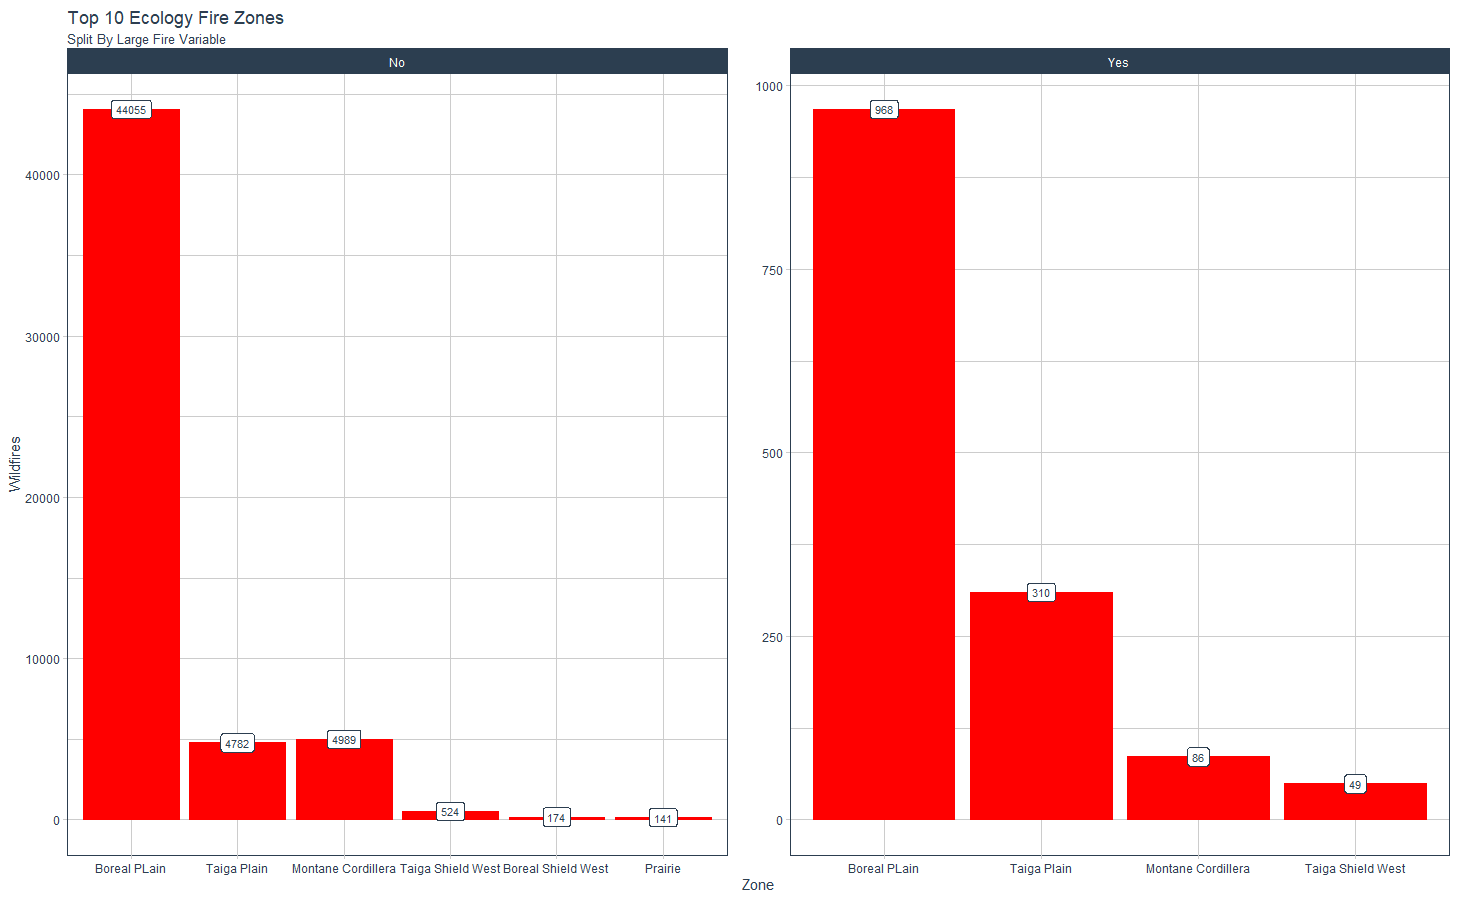 Top 10 Ecology Fire Zones
Split By Large Fire Variable
No
Yes
Wildfires
40000
30000
20000
10000
0
44055
4782
4989
524
174
141
Boreal PLain
Taiga Plain
Montane Cordillera
Taiga Shield West
Boreal Shield West
Prairie
1000
750
500
250
0
968
310
86
49
Boreal PLain
Taiga Plain
Montane Cordillera
Taiga Shield West
Zone